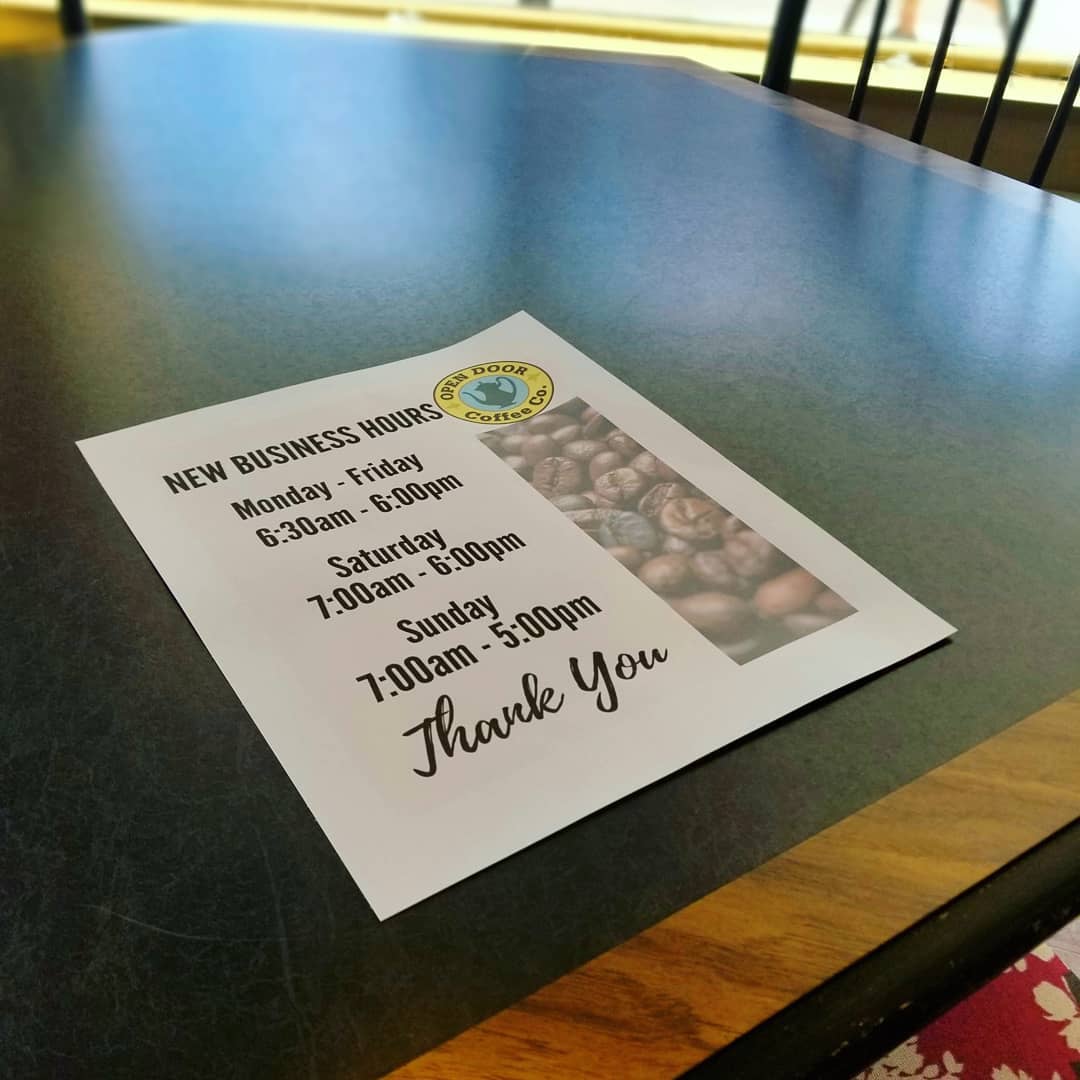 OPEN DOOR
Coffee Co.
NEW BUSINESS HOURS
Monday - Friday
6:30am - 6:00pm
Saturday
7:00am - 6:00pm
Sunday
7:00am - 5:00pm
Thank You